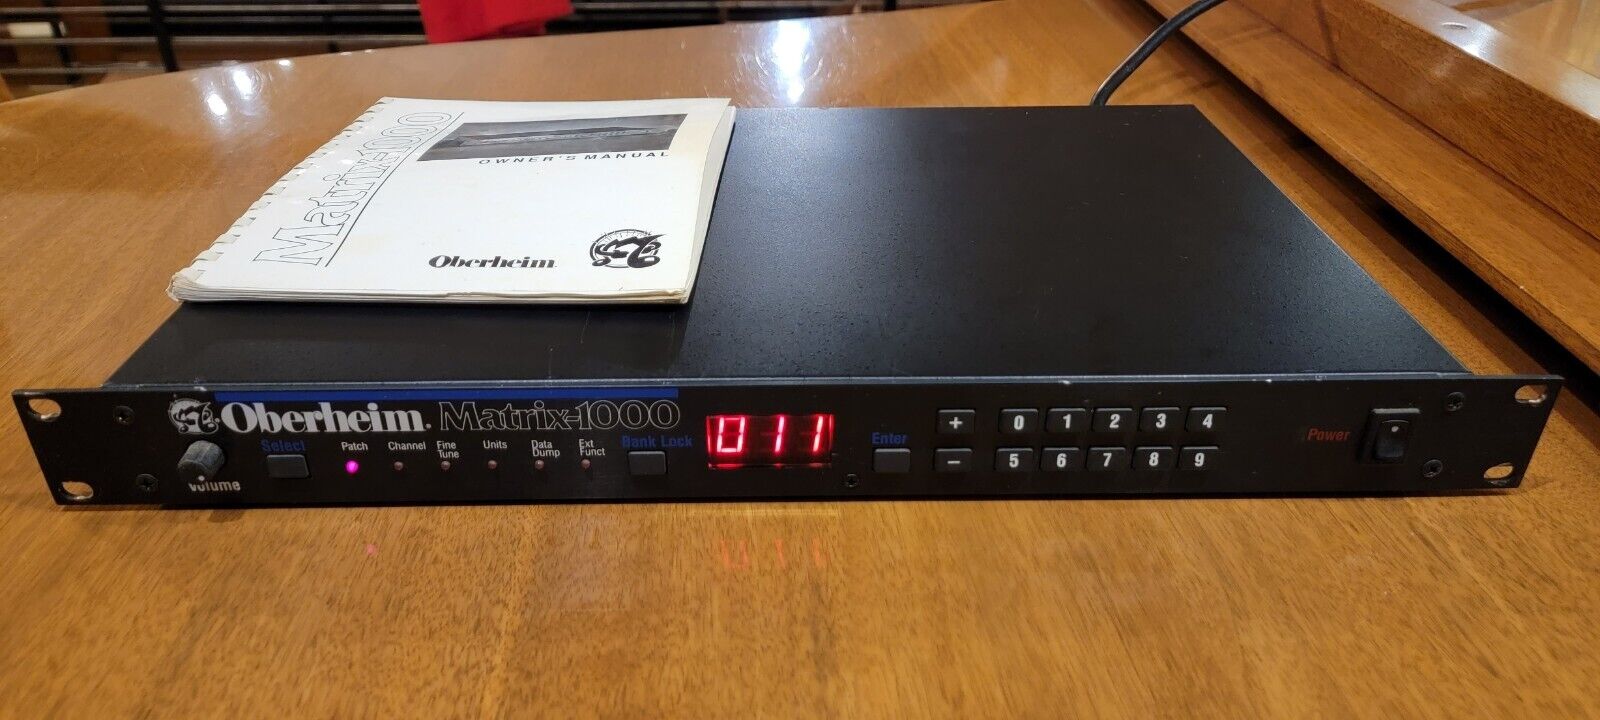 Matrix-1000
OWNER'S MANUAL
Oberheim
Oberheim. Matrix-1000
Volume
Select
Patch
Channel
Fine
Tune
Units
Data
Dump
Ext
Funct
Bank Lock
011
Enter
+
-
0 1 2 3 4
5 6 7 8 9
Power